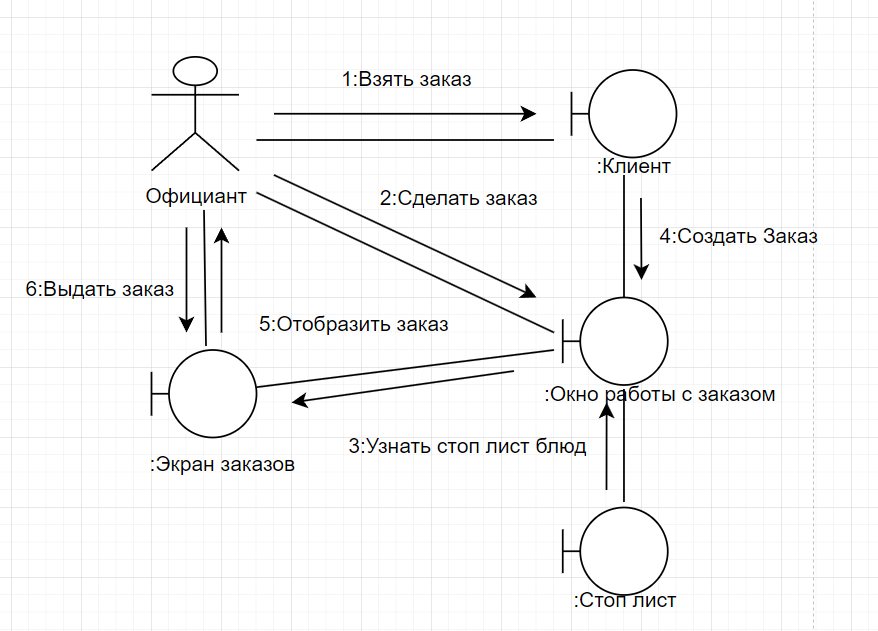 1:Взять заказ
:Клиент
Официант
2:Сделать заказ
4:Создать Заказ
6:Выдать заказ
5:Отобразить заказ
:Окно работы с заказом
3:Узнать стоп лист блюд
:Экран заказов
:Стоп лист